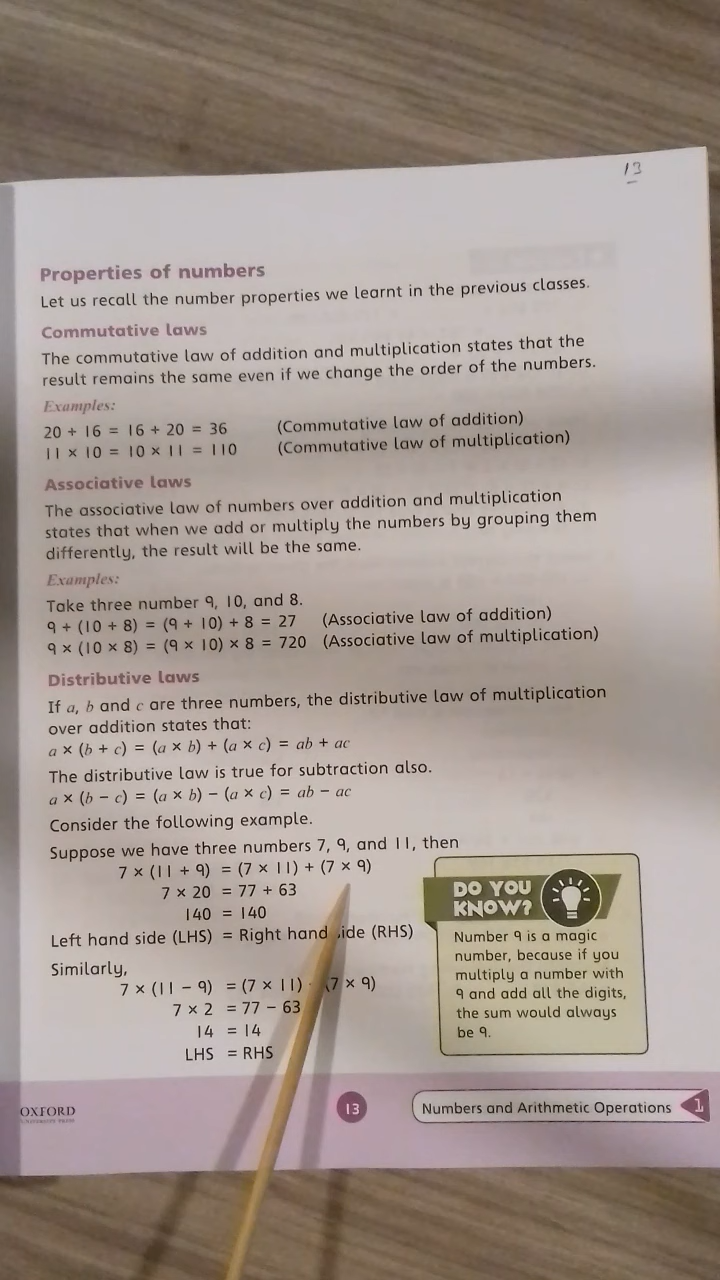 13
Properties of numbers
Let us recall the number properties we learnt in the previous classes.
Commutative laws
The commutative law of addition and multiplication states that the
result remains the same even if we change the order of the numbers.
Examples:
20 + 16 = 16 + 20 = 36 (Commutative law of addition)
11 × 10 = 10 × 11 = 110 (Commutative law of multiplication)
Associative laws
The associative law of numbers over addition and multiplication
states that when we add or multiply the numbers by grouping them
differently, the result will be the same.
Examples:
Take three number 9, 10, and 8.
9 + (10 + 8) = (9 + 10) + 8 = 27 (Associative law of addition)
9 × (10 × 8) = (9 × 10) × 8 = 720 (Associative law of multiplication)
Distributive laws
If a, b and c are three numbers, the distributive law of multiplication
over addition states that:
a × (b + c) = (a × b) + (a × c) = ab + ac
The distributive law is true for subtraction also.
a × (b − c) = (a × b) − (a × c) = ab − ac
Consider the following example.
Suppose we have three numbers 7, 9, and 11, then
7 × (11 + 9) = (7 × 11) + (7 × 9)
7 × 20 = 77 + 63
140 = 140
Left hand side (LHS) = Right hand side (RHS)
Similarly,
7 × (11 − 9) = (7 × 11) - (7 × 9)
7 × 2 = 77 − 63
14 = 14
LHS = RHS
DO YOU
KNOW?
Number 9 is a magic
number, because if you
multiply a number with
9 and add all the digits,
the sum would always
be 9.
OXFORD
UNIVERSITY PRESS
13
Numbers and Arithmetic Operations
1